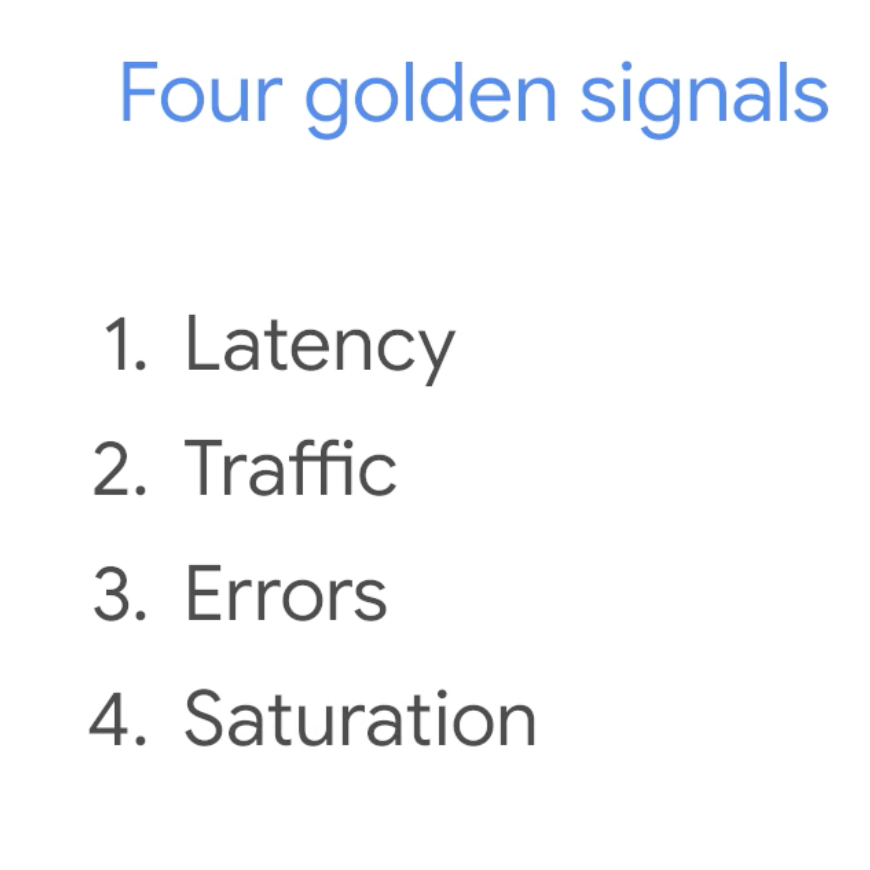 Four golden signals
1. Latency
2. Traffic
3. Errors
4. Saturation